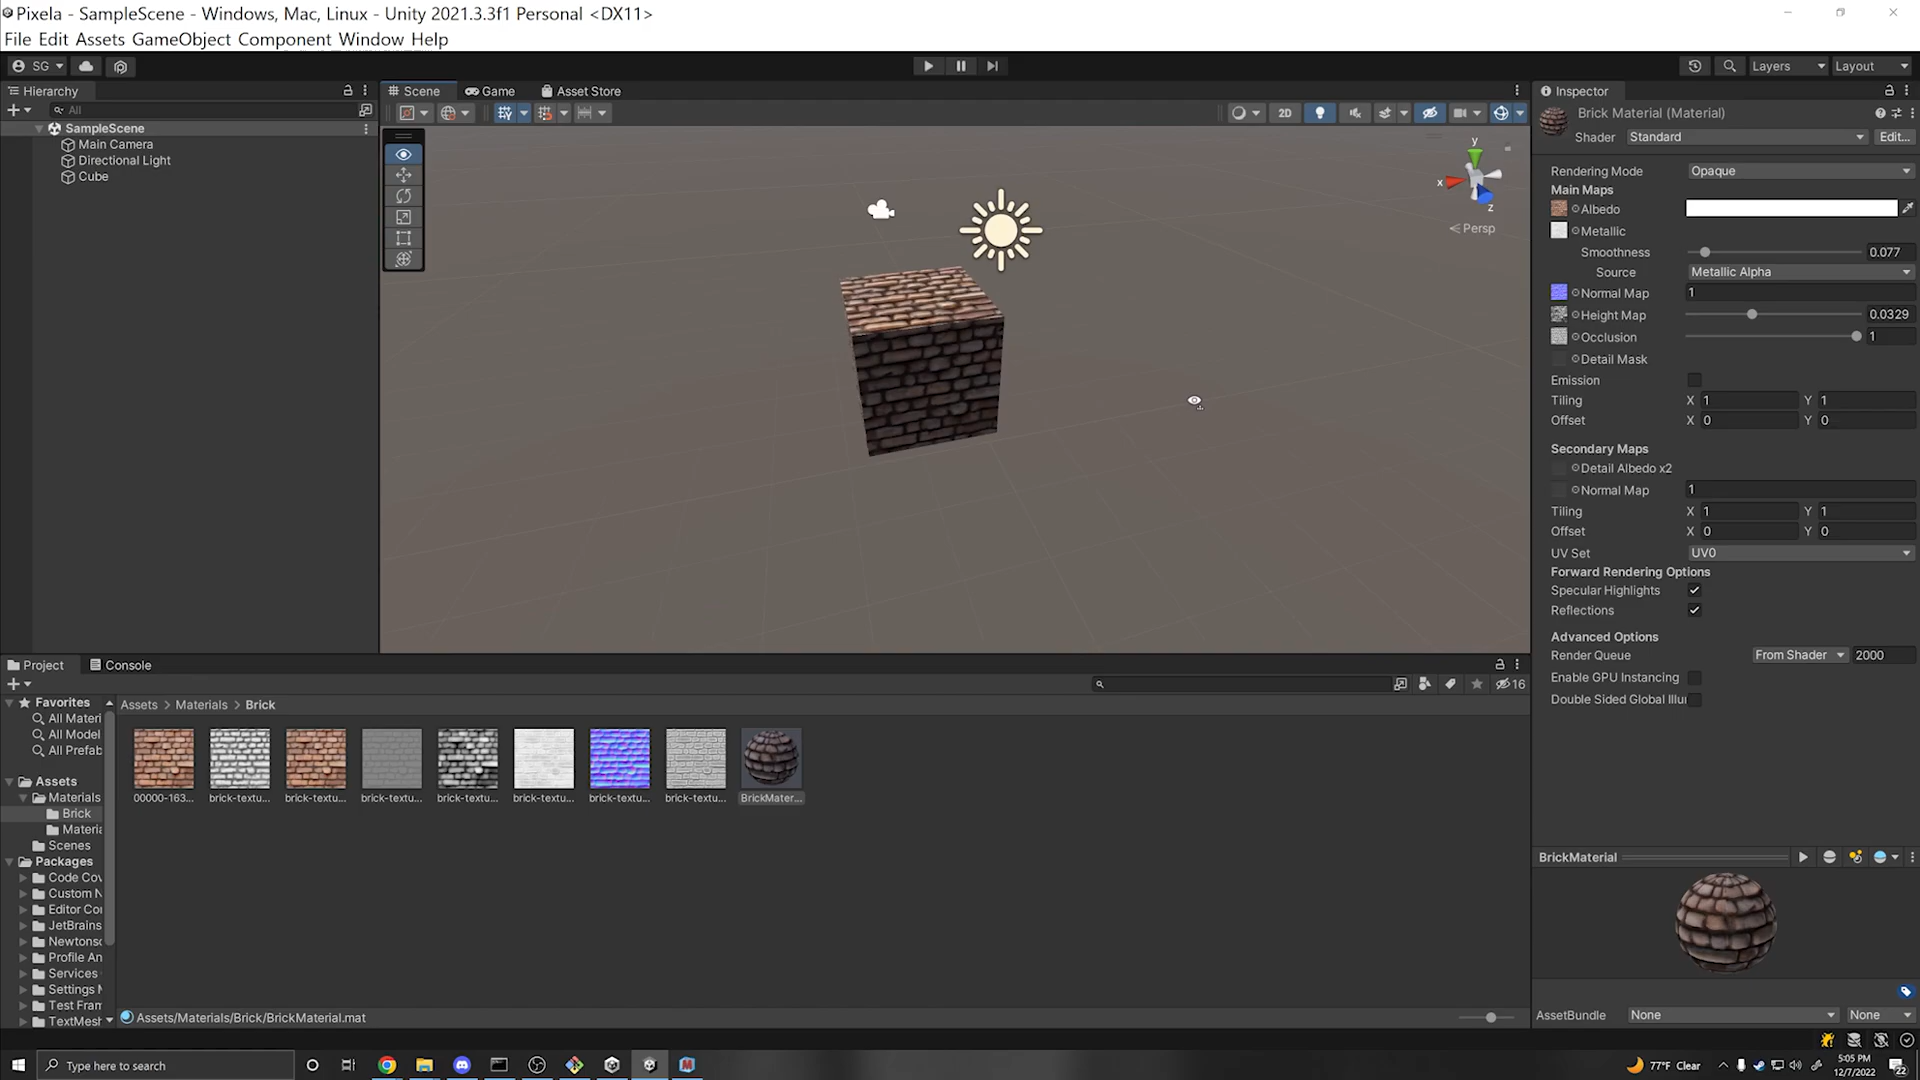 Pixela - SampleScene - Windows, Mac, Linux - Unity 2021.3.3f1 Personal <DX11>
File Edit Assets GameObject Component Window Help
SG
Layers
Layout
Hierarchy
All
SampleScene
Main Camera
Directional Light
Cube
Scene
Game
Asset Store
2D
y
x
z
Persp
Inspector
Brick Material (Material)
Shader Standard Edit...
Rendering Mode Opaque
Main Maps
Albedo
Metallic
Smoothness 0.077
Source Metallic Alpha
Normal Map 1
Height Map 0.0329
Occlusion 1
Detail Mask
Emission
Tiling X 1 Y 1
Offset X 0 Y 0
Secondary Maps
Detail Albedo x2
Normal Map 1
Tiling X 1 Y 1
Offset X 0 Y 0
UV Set UV0
Forward Rendering Options
Specular Highlights
Reflections
Advanced Options
Render Queue From Shader 2000
Enable GPU Instancing
Double Sided Global Illu
BrickMaterial
AssetBundle None None
Project
Console
16
Favorites
All Materi
All Model
All Prefab
Assets
Materials
Brick
Materia
Scenes
Packages
Code Cov
Custom N
Editor Cor
JetBrains
Newtonso
Profile An
Services
Settings M
Test Fram
TextMesh
Assets > Materials > Brick
00000-163...
brick-textu...
brick-textu...
brick-textu...
brick-textu...
brick-textu...
brick-textu...
brick-textu...
BrickMater...
Assets/Materials/Brick/BrickMaterial.mat
Type here to search
77°F Clear
5:05 PM
12/7/2022
22